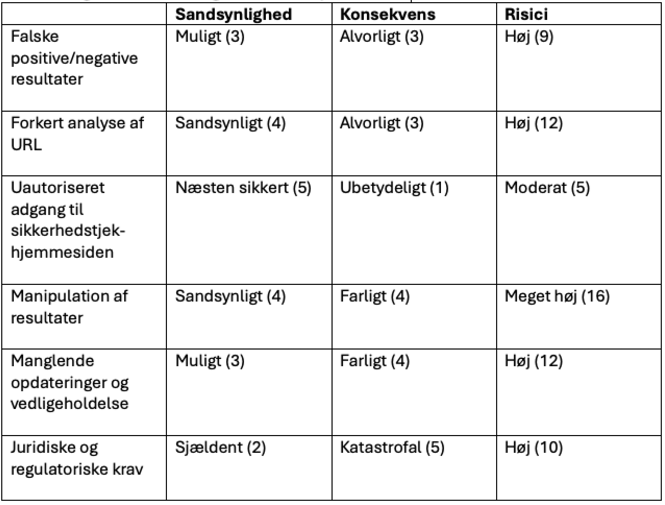 Sandsynlighed Konsekvens Risici
Falske Muligt (3) Alvorligt (3) Høj (9)
positive/negative
resultater
Forkert analyse af Sandsynligt (4) Alvorligt (3) Høj (12)
URL
Uautoriseret Næsten sikkert (5) Ubetydeligt (1) Moderat (5)
adgang til
sikkerhedstjek-
hjemmesiden
Manipulation af Sandsynligt (4) Farligt (4) Meget høj (16)
resultater
Manglende Muligt (3) Farligt (4) Høj (12)
opdateringer og
vedligeholdelse
Juridiske og Sjældent (2) Katastrofal (5) Høj (10)
regulatoriske krav